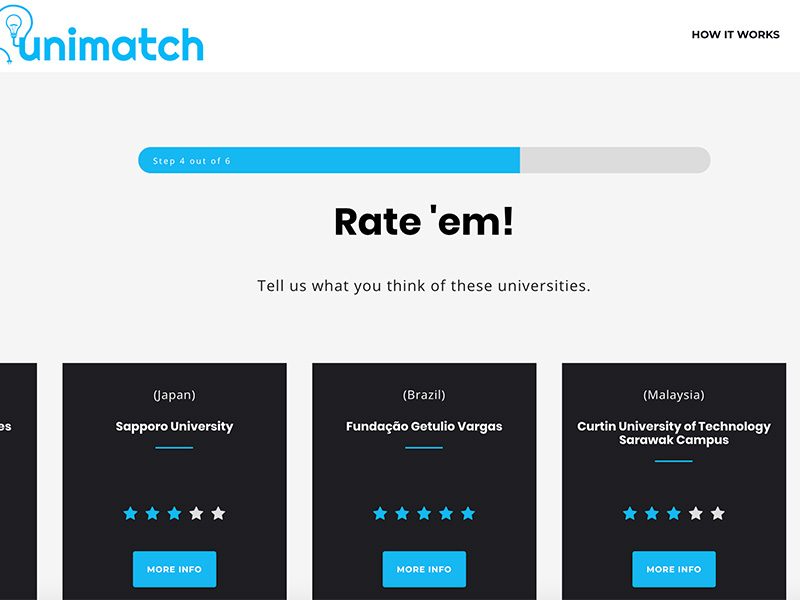 unimatch
HOW IT WORKS
Step 4 out of 6
Rate 'em!
Tell us what you think of these universities.
es
(Japan)
Sapporo University
MORE INFO
(Brazil)
Fundação Getulio Vargas
MORE INFO
(Malaysia)
Curtin University of Technology
Sarawak Campus
MORE INFO